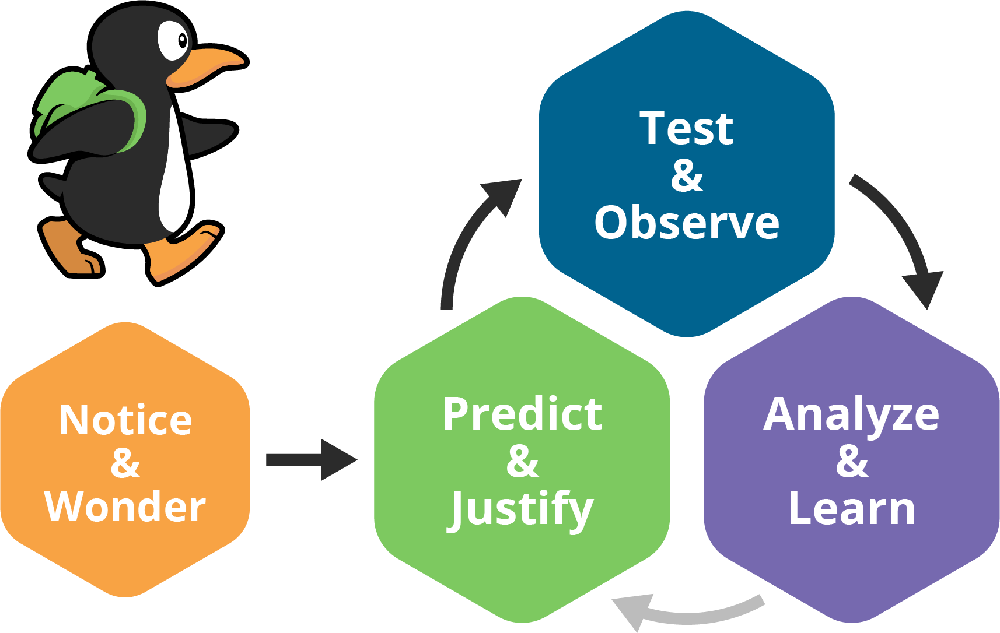 Notice
&
Wonder
Predict
&
Justify
Test
&
Observe
Analyze
&
Learn